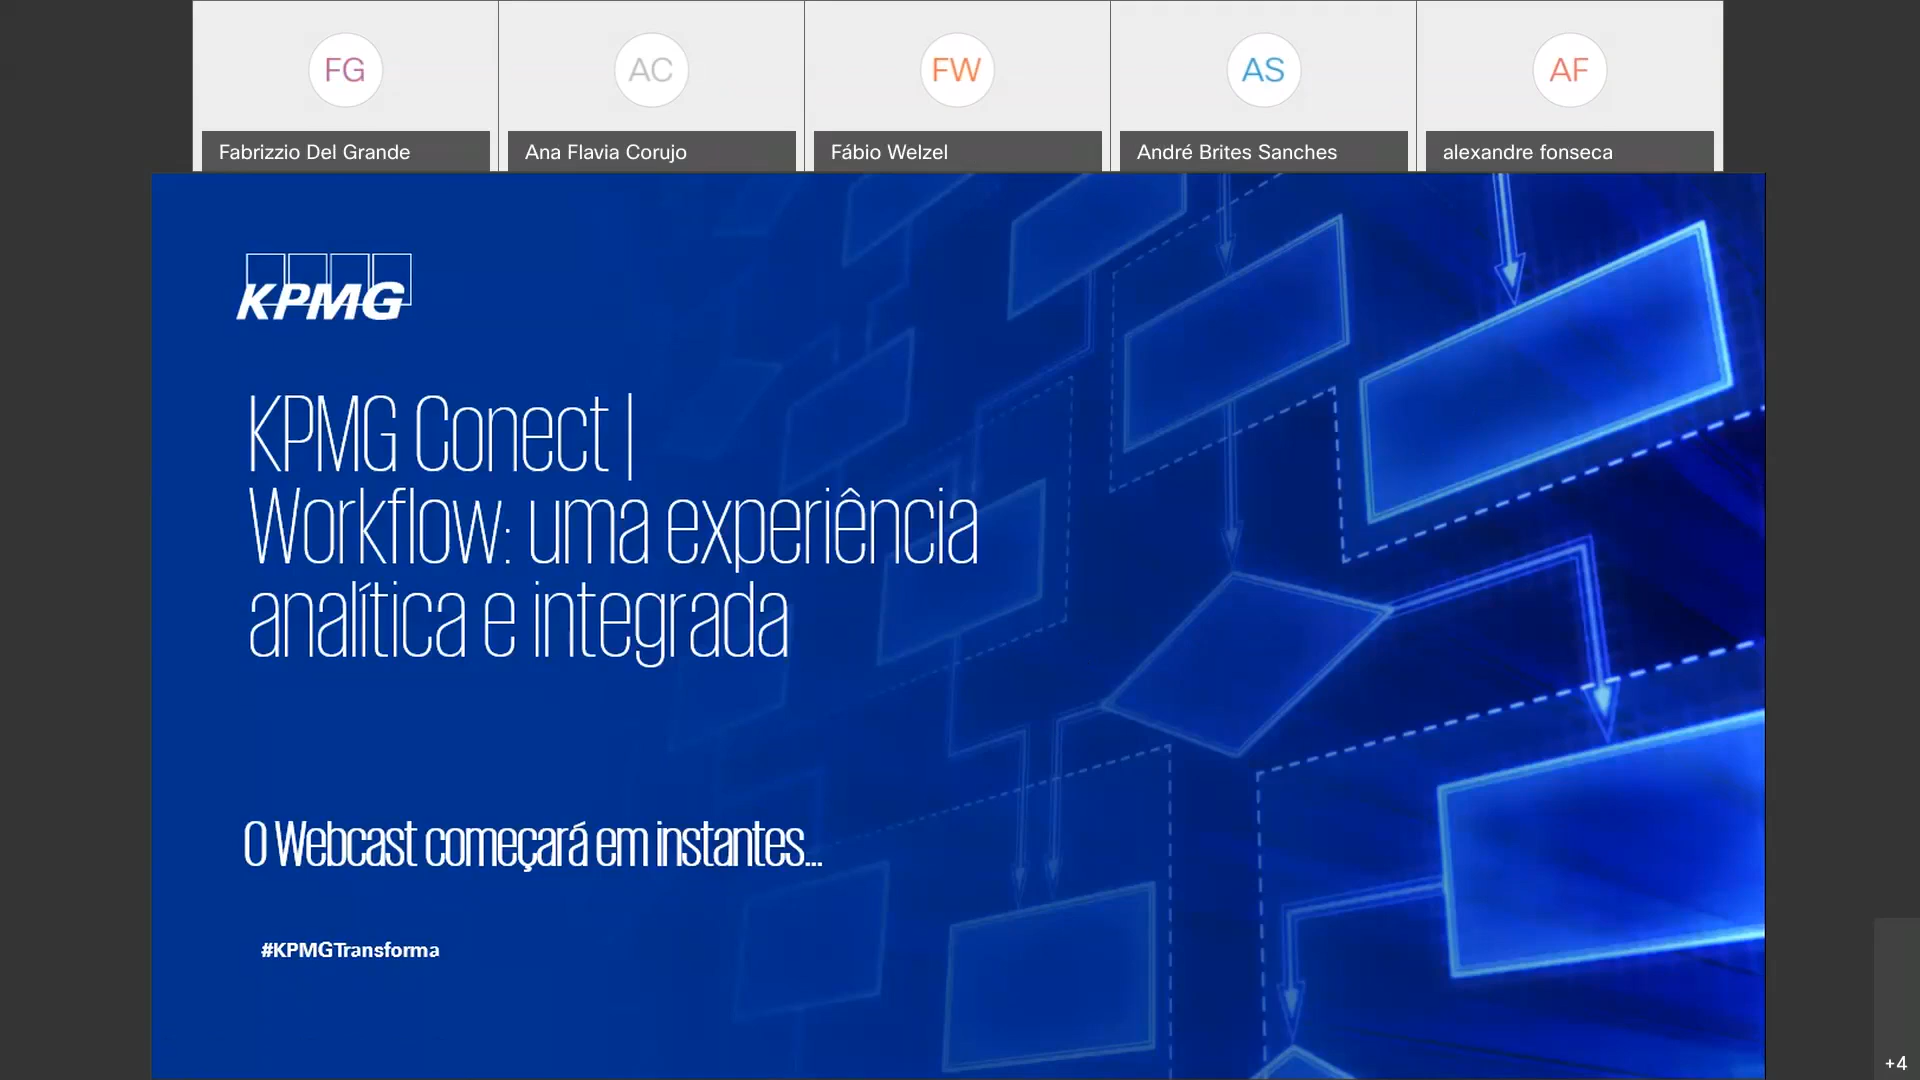 FG
AC
FW
AS
AF
Fabrizzio Del Grande
Ana Flavia Corujo
Fábio Welzel
André Brites Sanches
alexandre fonseca
KPMG
KPMG Conect |
Workflow: uma experiência
analítica e integrada
O Webcast começará em instantes...
#KPMGTransforma
+4